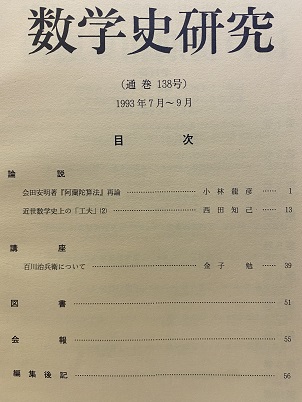 数学史研究
(通巻 138号)
1993年7月～9月
目 次
論 説
会田安明著『阿蘭陀算法』再論 …… 小林龍彦 …… 1
近世数学史上の「工夫」⑵ …… 西田知己 …… 13
講 座
百川治兵衛について …… 金子勉 …… 39
図 書 …… 51
会 報 …… 55
編集後記 …… 56